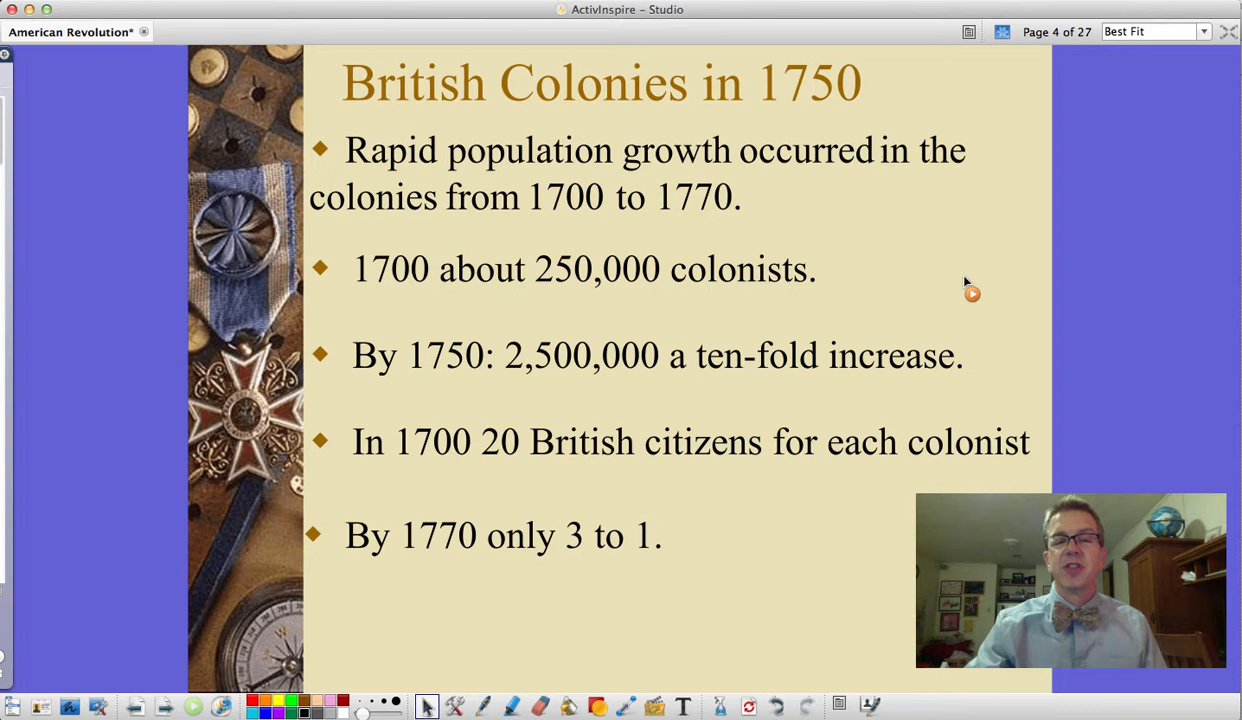 ActivInspire – Studio
American Revolution*
Page 4 of 27
Best Fit
British Colonies in 1750
Rapid population growth occurred in the
colonies from 1700 to 1770.
1700 about 250,000 colonists.
By 1750: 2,500,000 a ten-fold increase.
In 1700 20 British citizens for each colonist
By 1770 only 3 to 1.
T